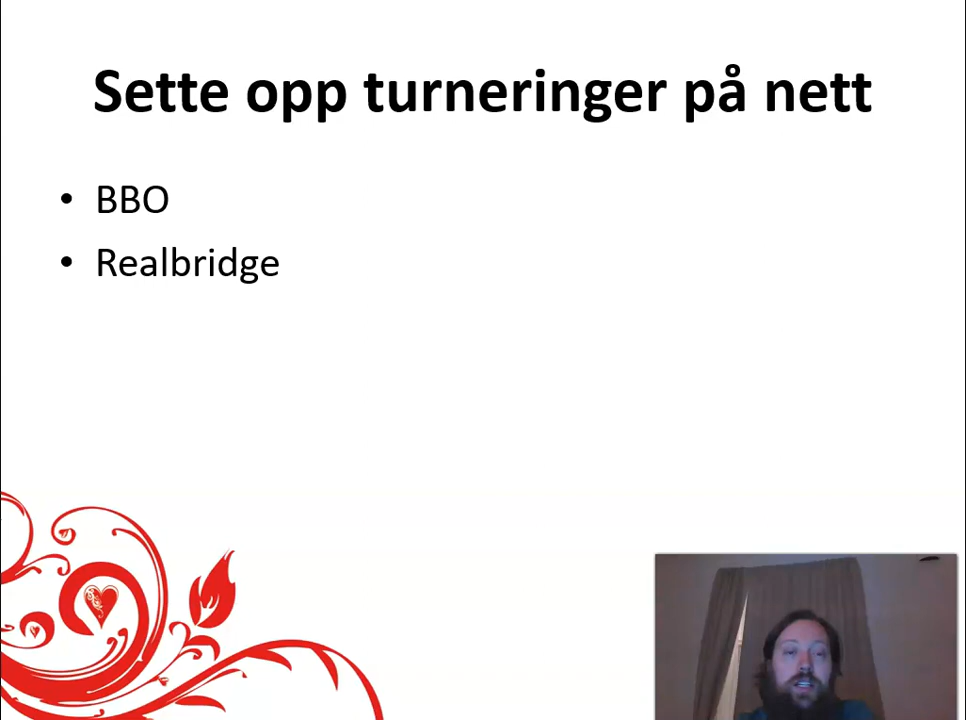 Sette opp turneringer på nett
• BBO
• Realbridge